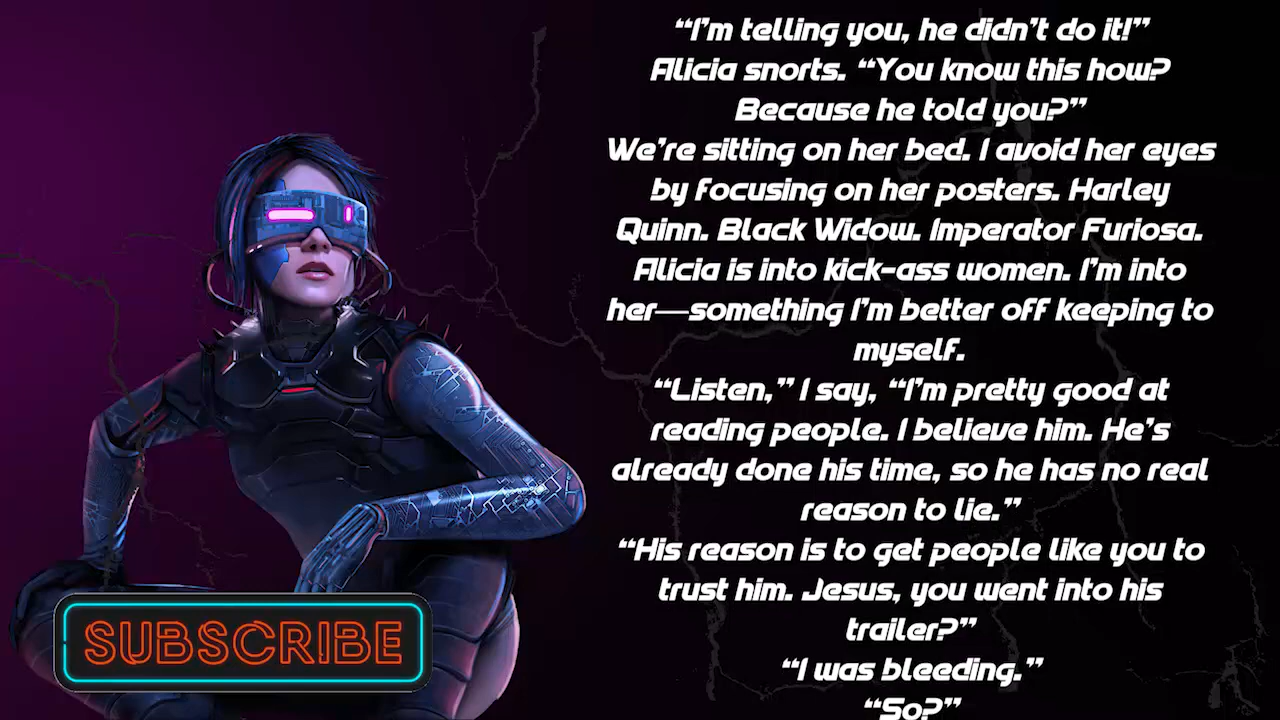 “I’m telling you, he didn’t do it!”
Alicia snorts. “You know this how?
Because he told you?”
We’re sitting on her bed. I avoid her eyes
by focusing on her posters. Harley
Quinn. Black Widow. Imperator Furiosa.
Alicia is into kick-ass women. I’m into
her—something I’m better off keeping to
myself.
“Listen,” I say, “I’m pretty good at
reading people. I believe him. He’s
already done his time, so he has no real
reason to lie.”
“His reason is to get people like you to
trust him. Jesus, you went into his
trailer?”
“I was bleeding.”
“So?”
SUBSCRIBE